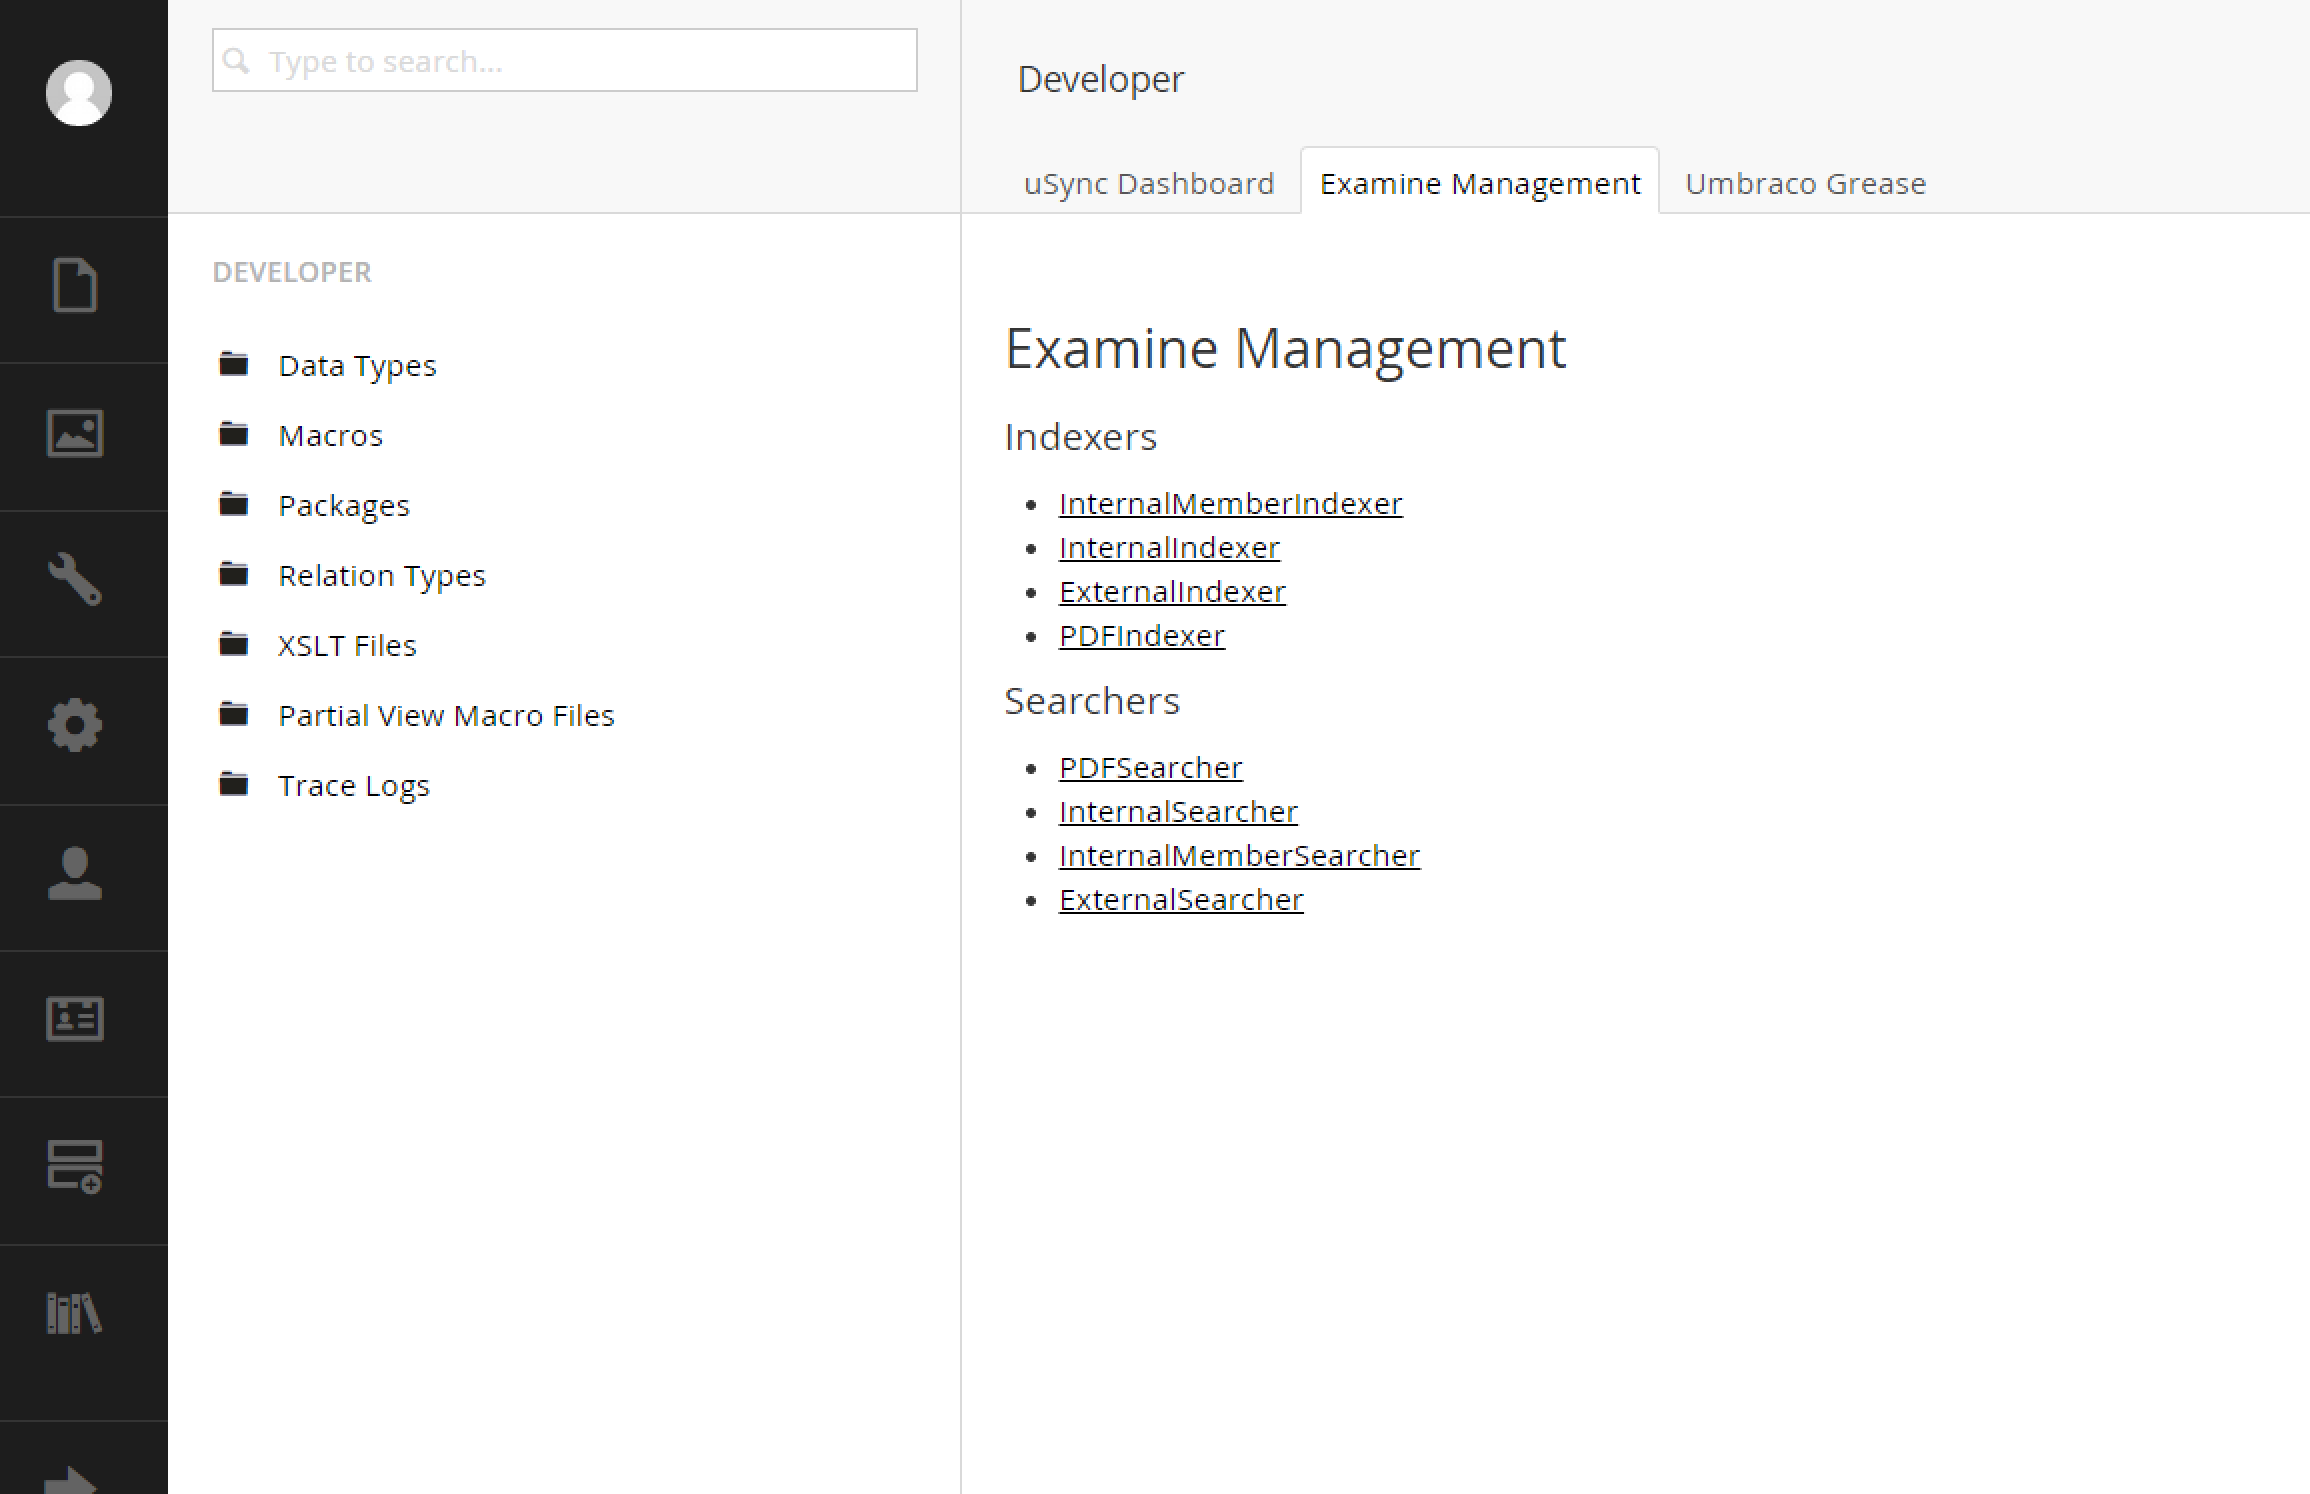 Type to search...
Developer
uSync Dashboard
Examine Management
Umbraco Grease
DEVELOPER
Data Types
Macros
Packages
Relation Types
XSLT Files
Partial View Macro Files
Trace Logs
Examine Management
Indexers
InternalMemberIndexer
InternalIndexer
ExternalIndexer
PDFIndexer
Searchers
PDFSearcher
InternalSearcher
InternalMemberSearcher
ExternalSearcher